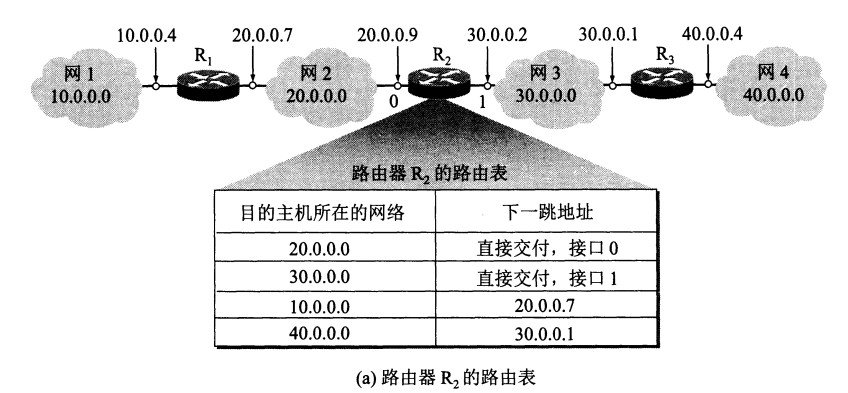 10.0.0.4 20.0.0.7 20.0.0.9 30.0.0.2 30.0.0.1 40.0.0.4
R1 R2 R3
网 1 网 2 网 3 网 4
10.0.0.0 20.0.0.0 0 1 30.0.0.0 40.0.0.0
路由器 R2 的路由表
目的主机所在的网络 下一跳地址
20.0.0.0 直接交付，接口 0
30.0.0.0 直接交付，接口 1
10.0.0.0 20.0.0.7
40.0.0.0 30.0.0.1
(a) 路由器 R2 的路由表